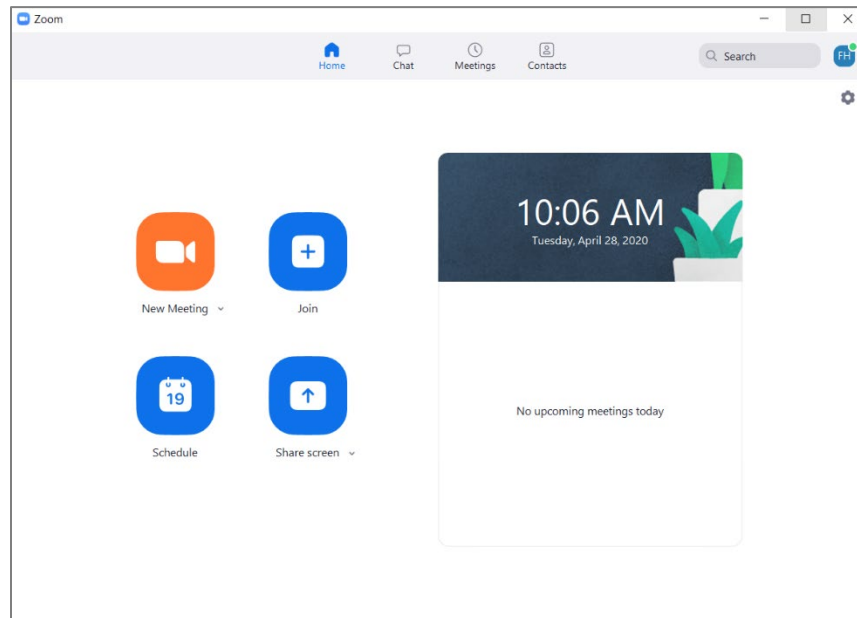 Zoom
Home
Chat
Meetings
Contacts
Search
FH
10:06 AM
Tuesday, April 28, 2020
New Meeting
Join
19
Schedule
Share screen
No upcoming meetings today